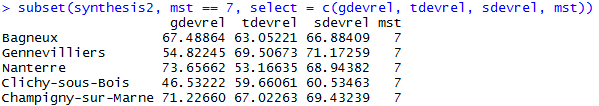 > subset(synthesis2, mst == 7, select = c(gdevrel, tdevrel, sdevrel, mst))
gdevrel tdevrel sdevrel mst
Bagneux 67.48864 63.05221 66.88409 7
Gennevilliers 54.82245 69.50673 71.17259 7
Nanterre 73.65662 53.16635 68.94382 7
Clichy-sous-Bois 46.53222 59.66061 60.53463 7
Champigny-sur-Marne 71.22660 67.02263 69.43239 7